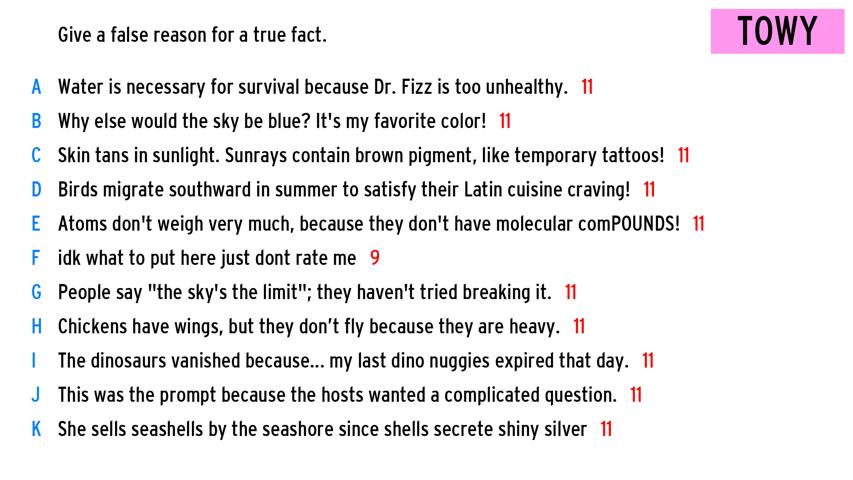 Give a false reason for a true fact.
TOWY
A Water is necessary for survival because Dr. Fizz is too unhealthy. 11
B Why else would the sky be blue? It's my favorite color! 11
C Skin tans in sunlight. Sunrays contain brown pigment, like temporary tattoos! 11
D Birds migrate southward in summer to satisfy their Latin cuisine craving! 11
E Atoms don't weigh very much, because they don't have molecular comPOUNDS! 11
F idk what to put here just dont rate me 9
G People say "the sky's the limit"; they haven't tried breaking it. 11
H Chickens have wings, but they don’t fly because they are heavy. 11
I The dinosaurs vanished because... my last dino nuggies expired that day. 11
J This was the prompt because the hosts wanted a complicated question. 11
K She sells seashells by the seashore since shells secrete shiny silver 11